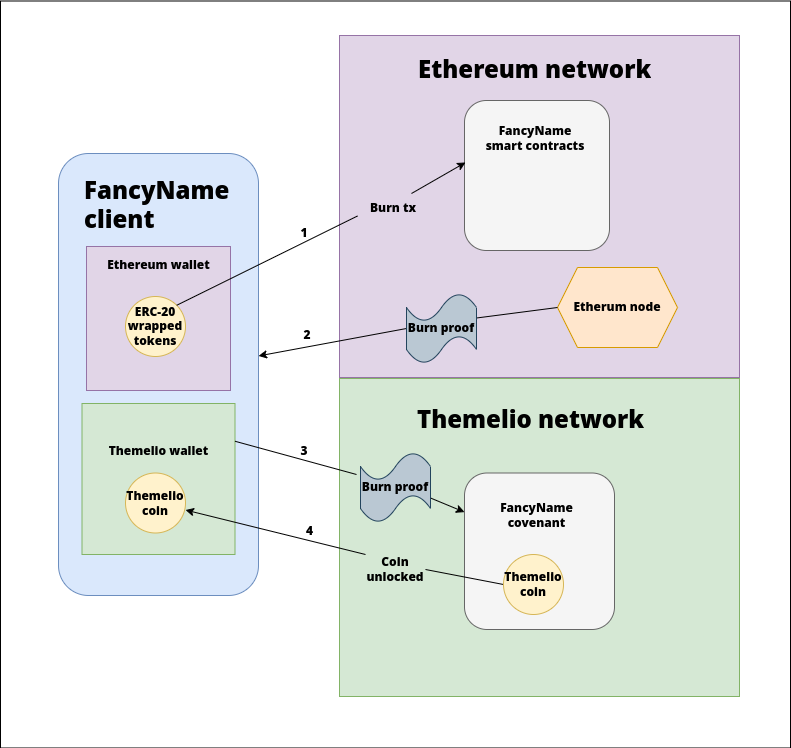 Ethereum network
FancyName
smart contracts
FancyName
client
Burn tx
1
Ethereum wallet
ERC-20
wrapped
tokens
Etherum node
Burn proof
2
Themelio network
Themelio wallet
3
Burn proof
Themelio
coin
FancyName
covenant
4
Coin
unlocked
Themelio
coin